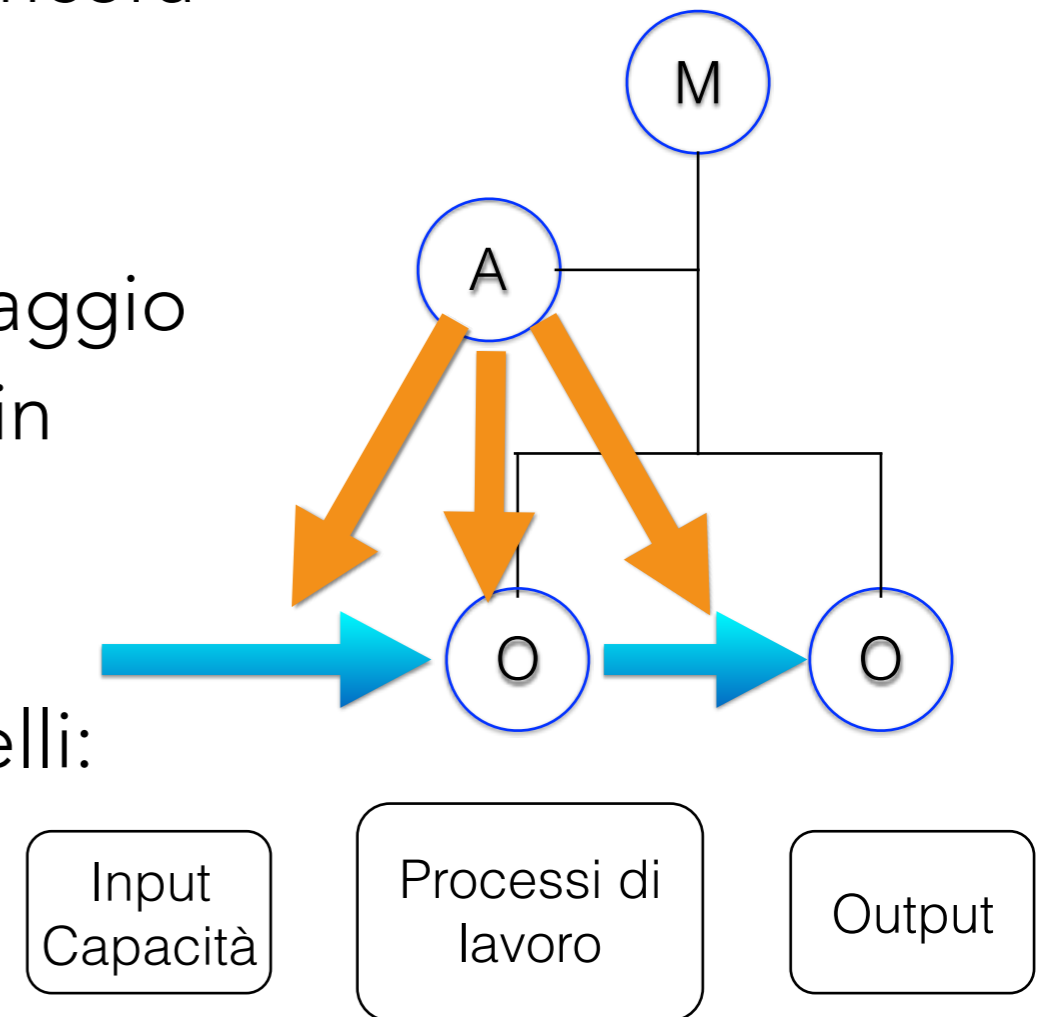 M
A
aggio
in
O
O
elli:
Input
Capacità
Processi di
lavoro
Output